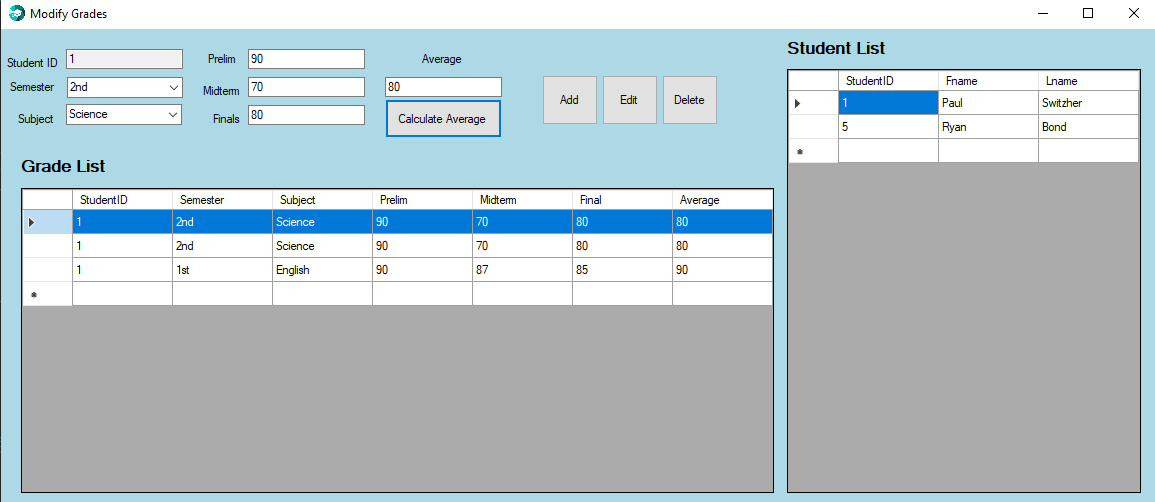 Modify Grades
Student ID 1 Prelim 90 Average
Semester 2nd Midterm 70 80
Subject Science Finals 80 Calculate Average
Add Edit Delete
Grade List
StudentID Semester Subject Prelim Midterm Final Average
1 2nd Science 90 70 80 80
1 2nd Science 90 70 80 80
1 1st English 90 87 85 90
Student List
StudentID Fname Lname
1 Paul Switzher
5 Ryan Bond